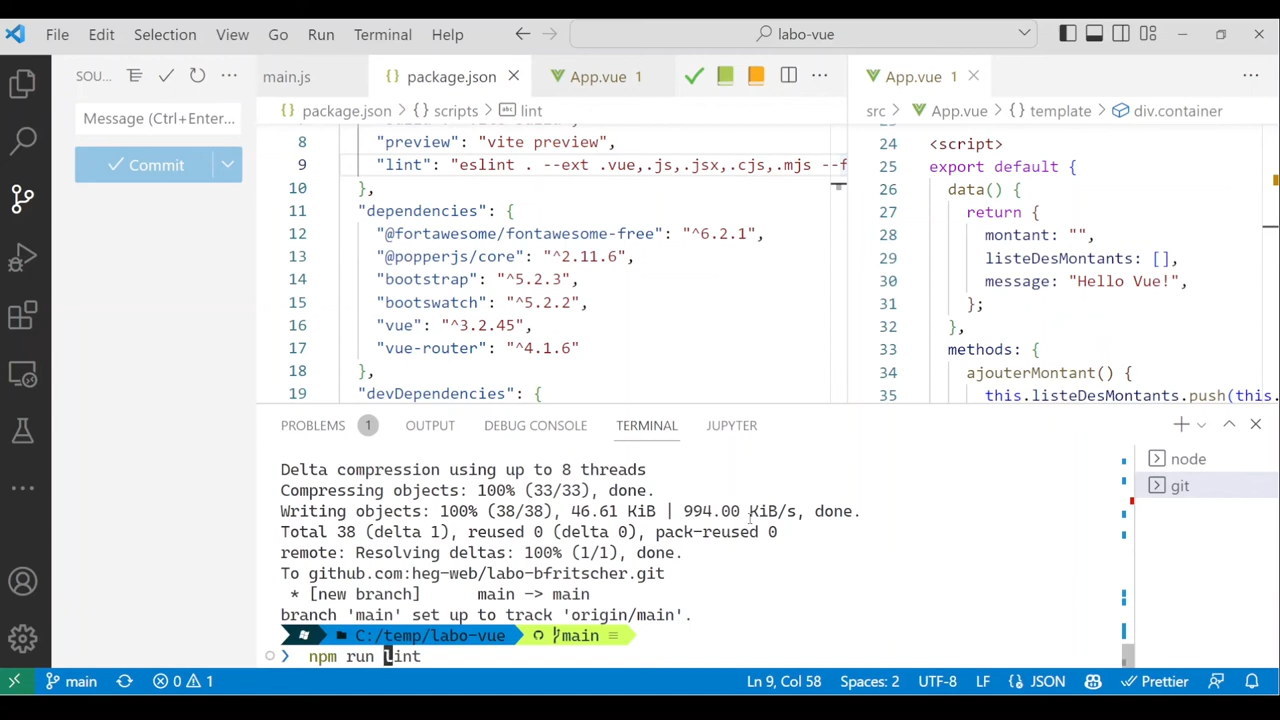 File Edit Selection View Go Run Terminal Help labo-vue
SOU...
main.js package.json App.vue 1 App.vue 1
package.json > {} scripts > lint
src > App.vue > {} template > div.container
Message (Ctrl+Enter...
Commit
8 "preview": "vite preview",
9 "lint": "eslint . --ext .vue,.js,.jsx,.cjs,.mjs --f
10 },
11 "dependencies": {
12 "@fortawesome/fontawesome-free": "^6.2.1",
13 "@popperjs/core": "^2.11.6",
14 "bootstrap": "^5.2.3",
15 "bootswatch": "^5.2.2",
16 "vue": "^3.2.45",
17 "vue-router": "^4.1.6"
18 },
19 "devDependencies": {
24 <script>
25 export default {
26 data() {
27 return {
28 montant: "",
29 listeDesMontants: [],
30 message: "Hello Vue!",
31 };
32 },
33 methods: {
34 ajouterMontant() {
35 this.listeDesMontants.push(this.
PROBLEMS 1 OUTPUT DEBUG CONSOLE TERMINAL JUPYTER
node
git
Delta compression using up to 8 threads
Compressing objects: 100% (33/33), done.
Writing objects: 100% (38/38), 46.61 KiB | 994.00 KiB/s, done.
Total 38 (delta 1), reused 0 (delta 0), pack-reused 0
remote: Resolving deltas: 100% (1/1), done.
To github.com:heg-web/labo-bfritscher.git
* [new branch] main -> main
branch 'main' set up to track 'origin/main'.
C:/temp/labo-vue main ≡
npm run lint
main 0 1 Ln 9, Col 58 Spaces: 2 UTF-8 LF {} JSON Prettier